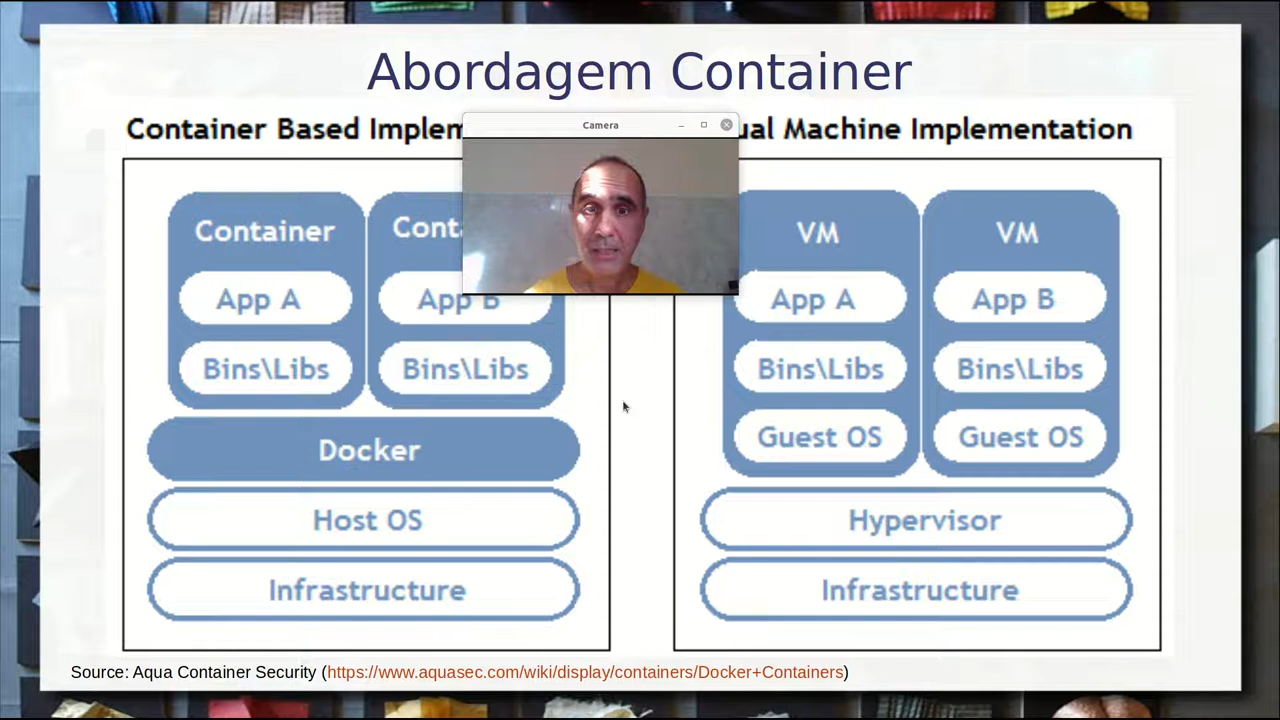 Abordagem Container
Container Based Implem
ual Machine Implementation
Camera
Container
Conta
App A
App B
Bins\Libs
Bins\Libs
Docker
Host OS
Infrastructure
VM
VM
App A
App B
Bins\Libs
Bins\Libs
Guest OS
Guest OS
Hypervisor
Infrastructure
Source: Aqua Container Security (https://www.aquasec.com/wiki/display/containers/Docker+Containers)